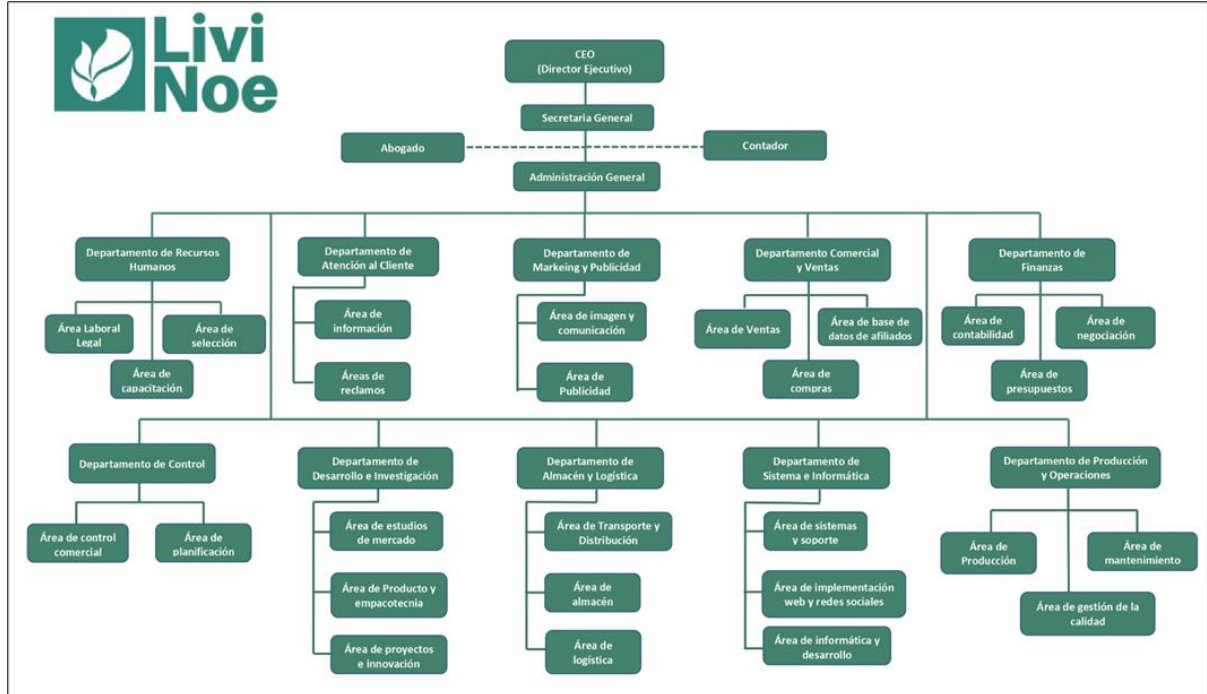 Livi
Noe
CEO
(Director Ejecutivo)
Secretaria General
Abogado
Contador
Administración General
Departamento de Recursos
Humanos
Departamento de
Atención al Cliente
Departamento de
Markeing y Publicidad
Departamento Comercial
y Ventas
Departamento de
Finanzas
Área Laboral
Legal
Área de
selección
Área de
capacitación
Área de
información
Áreas de
reclamos
Área de imagen y
comunicación
Área de
Publicidad
Área de Ventas
Área de base de
datos de afiliados
Área de
compras
Área de
contabilidad
Área de
negociación
Área de
presupuestos
Departamento de Control
Departamento de
Desarrollo e Investigación
Departamento de
Almacén y Logística
Departamento de
Sistema e Informática
Departamento de Producción
y Operaciones
Área de control
comercial
Área de
planificación
Área de estudios
de mercado
Área de Producto y
empacotecnia
Área de proyectos
e innovación
Área de Transporte y
Distribución
Área de
almacén
Área de
logística
Área de sistemas
y soporte
Área de implementación
web y redes sociales
Área de informática y
desarrollo
Área de
Producción
Área de
mantenimiento
Área de gestión de la
calidad